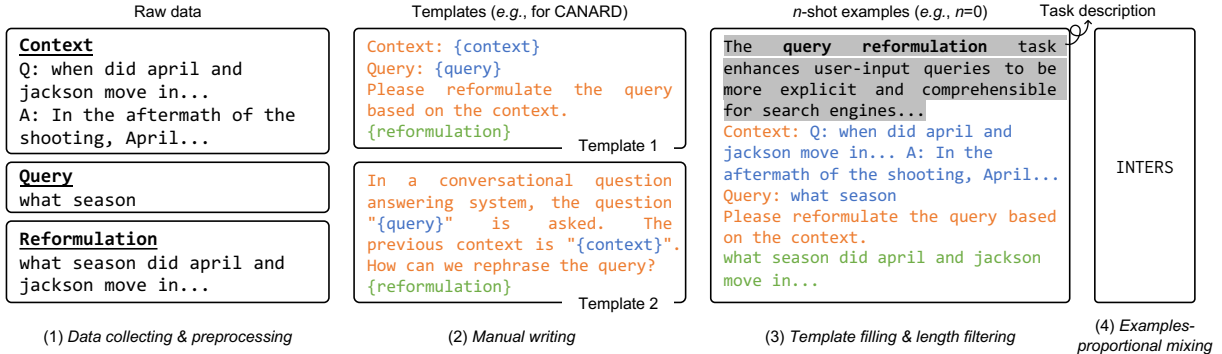 Raw data
Context
Q: when did april and
jackson move in...
A: In the aftermath of the
shooting, April...
Query
what season
Reformulation
what season did april and
jackson move in...
(1) Data collecting & preprocessing
Templates (e.g., for CANARD)
Context: {context}
Query: {query}
Please reformulate the query
based on the context.
{reformulation}
Template 1
In a conversational question
answering system, the question
"{query}" is asked. The
previous context is "{context}".
How can we rephrase the query?
{reformulation}
Template 2
(2) Manual writing
n-shot examples (e.g., n=0)
Task description
The query reformulation task
enhances user-input queries to be
more explicit and comprehensible
for search engines...
Context: Q: when did april and
jackson move in... A: In the
aftermath of the shooting, April...
Query: what season
Please reformulate the query based
on the context.
what season did april and jackson
move in...
(3) Template filling & length filtering
INTERS
(4) Examples-
proportional mixing